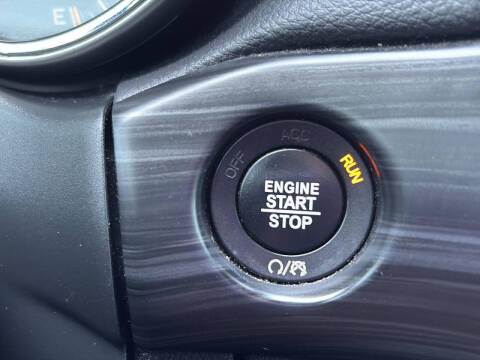 E
OFF
ACC
RUN
ENGINE
START
STOP